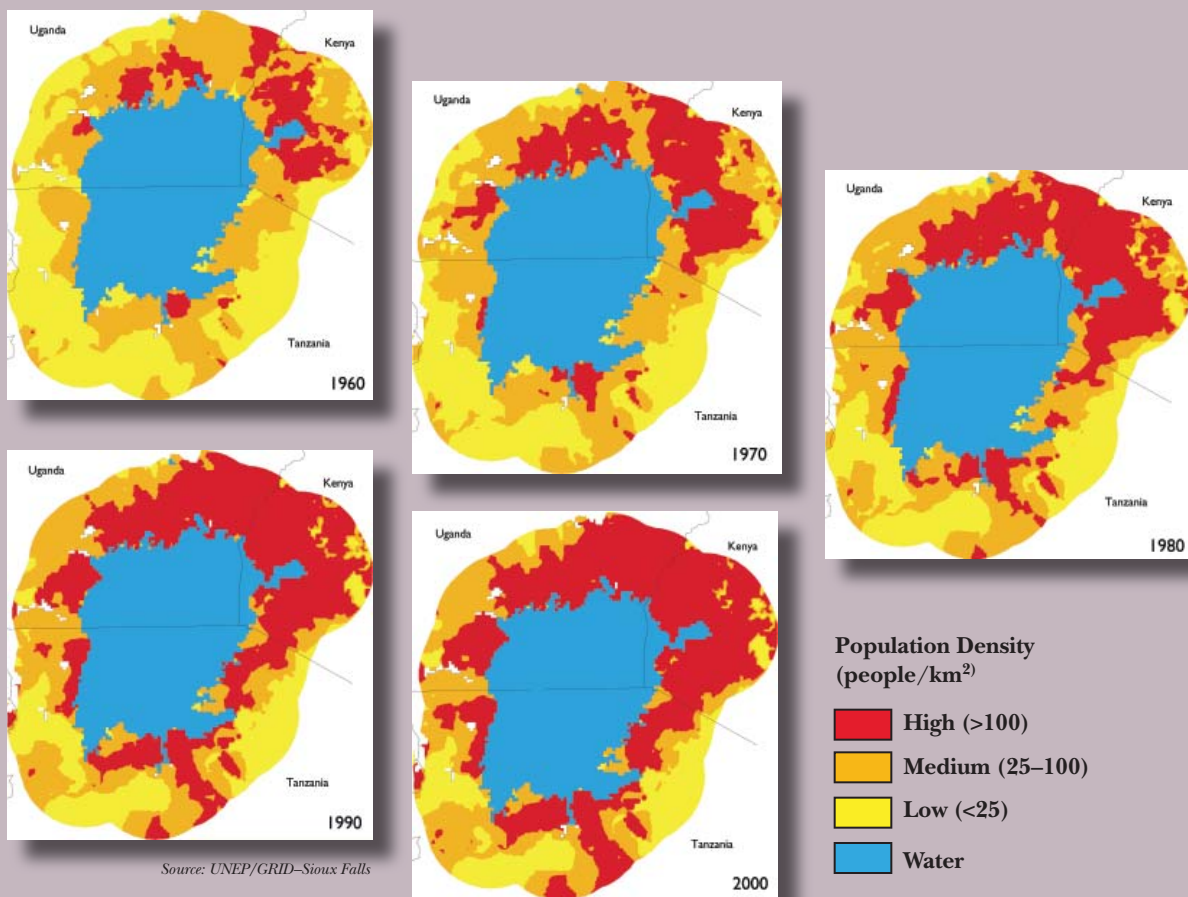 Uganda
Kenya
Tanzania
1960
Uganda
Kenya
Tanzania
1970
Uganda
Kenya
Tanzania
1980
Uganda
Kenya
Tanzania
1990
Source: UNEP/GRID–Sioux Falls
Uganda
Kenya
Tanzania
2000
Population Density
(people/km²⁾
High (>100)
Medium (25–100)
Low (<25)
Water